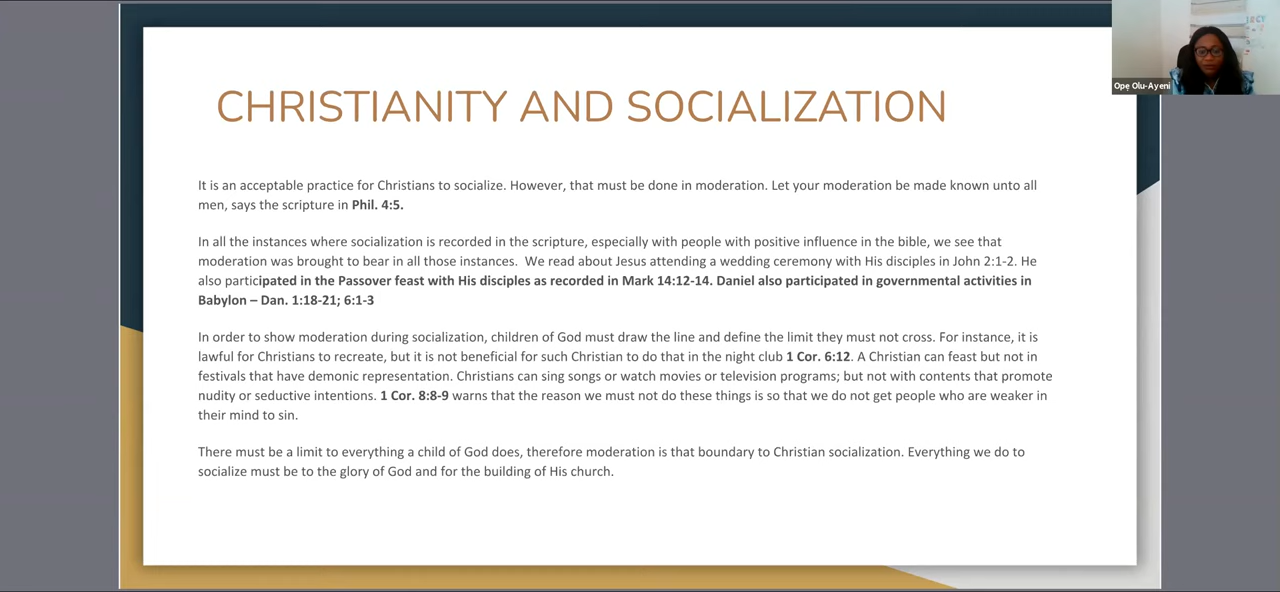 CHRISTIANITY AND SOCIALIZATION
It is an acceptable practice for Christians to socialize. However, that must be done in moderation. Let your moderation be made known unto all
men, says the scripture in Phil. 4:5.
In all the instances where socialization is recorded in the scripture, especially with people with positive influence in the bible, we see that
moderation was brought to bear in all those instances.  We read about Jesus attending a wedding ceremony with His disciples in John 2:1-2. He
also participated in the Passover feast with His disciples as recorded in Mark 14:12-14. Daniel also participated in governmental activities in
Babylon – Dan. 1:18-21; 6:1-3
In order to show moderation during socialization, children of God must draw the line and define the limit they must not cross. For instance, it is
lawful for Christians to recreate, but it is not beneficial for such Christian to do that in the night club 1 Cor. 6:12. A Christian can feast but not in
festivals that have demonic representation. Christians can sing songs or watch movies or television programs; but not with contents that promote
nudity or seductive intentions. 1 Cor. 8:8-9 warns that the reason we must not do these things is so that we do not get people who are weaker in
their mind to sin.
There must be a limit to everything a child of God does, therefore moderation is that boundary to Christian socialization. Everything we do to
socialize must be to the glory of God and for the building of His church.
Opẹ Olu-Ayeni